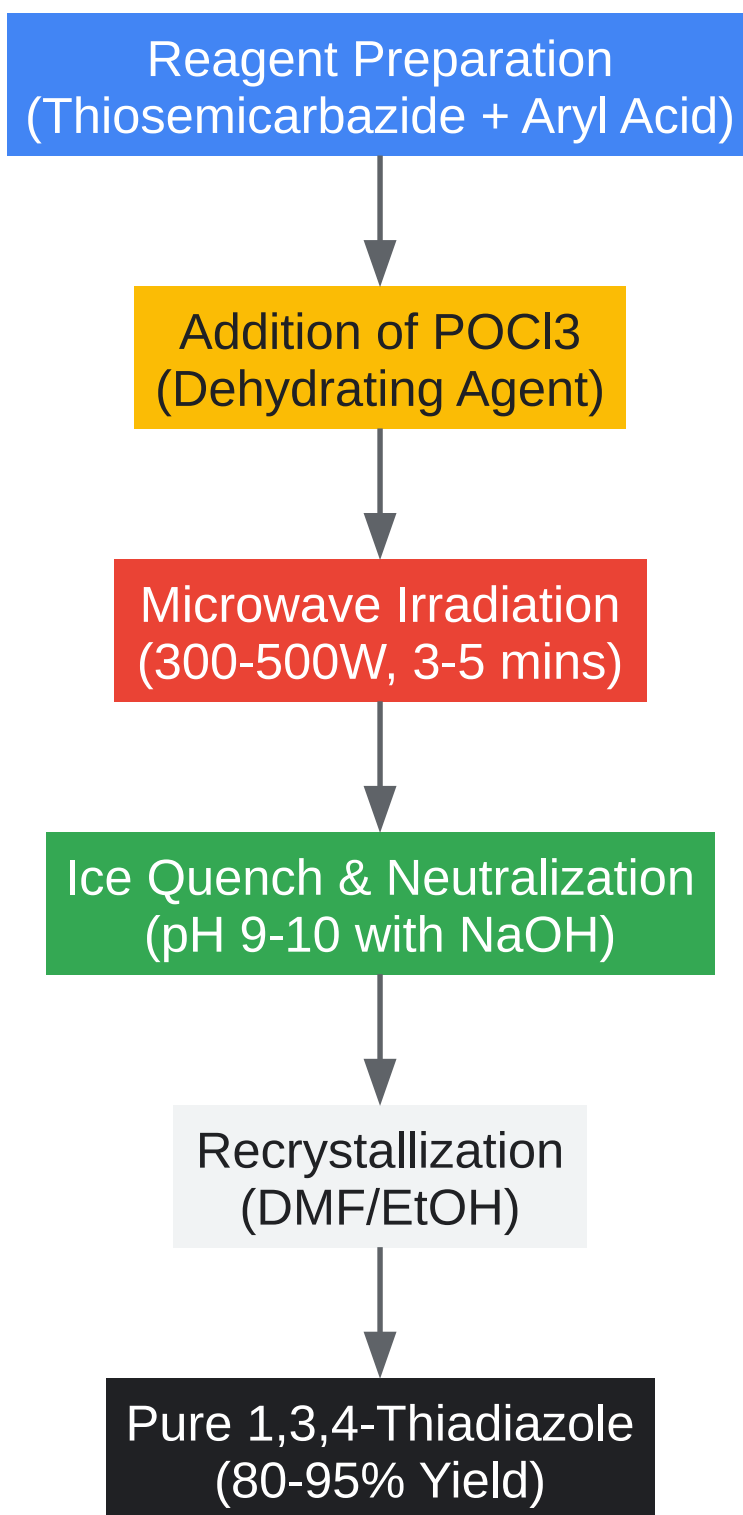 Reagent Preparation
(Thiosemicarbazide + Aryl Acid)
Addition of POCl3
(Dehydrating Agent)
Microwave Irradiation
(300-500W, 3-5 mins)
Ice Quench & Neutralization
(pH 9-10 with NaOH)
Recrystallization
(DMF/EtOH)
Pure 1,3,4-Thiadiazole
(80-95% Yield)